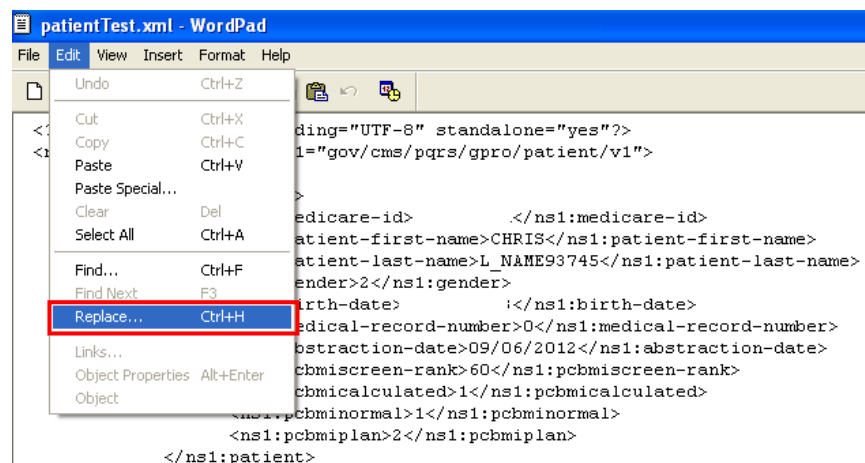 patientTest.xml - WordPad
File Edit View Insert Format Help
Undo Ctrl+Z
Cut Ctrl+X
Copy Ctrl+C
Paste Ctrl+V
Paste Special...
Clear Del
Select All Ctrl+A
Find... Ctrl+F
Find Next F3
Replace... Ctrl+H
Links...
Object Properties Alt+Enter
Object
<? ding="UTF-8" standalone="yes"?>
1="gov/cms/pqrs/gpro/patient/v1">
>
edicare-id> .</ns1:medicare-id>
atient-first-name>CHRIS</ns1:patient-first-name>
atient-last-name>L_NAME93745</ns1:patient-last-name>
ender>2</ns1:gender>
irth-date> </ns1:birth-date>
edical-record-number>0</ns1:medical-record-number>
bstraction-date>09/06/2012</ns1:abstraction-date>
cbmiscreen-rank>60</ns1:pcbmiscreen-rank>
cbmicalculated>1</ns1:pcbmicalculated>
<ns1:pcbminormal>1</ns1:pcbminormal>
<ns1:pcbmiplan>2</ns1:pcbmiplan>
</ns1:patient>